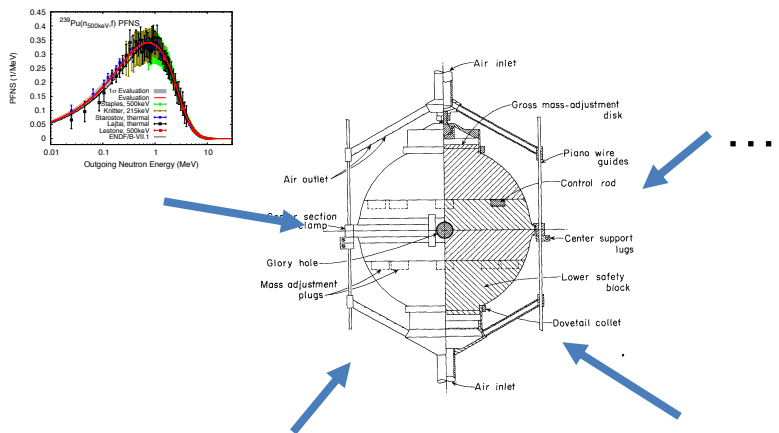 0.45
0.4
0.35
0.3
0.25
0.2
0.15
0.1
0.05
0
PFNS (1/MeV)
239Pu(n500keV,f) PFNS
1σ Evaluation
Evaluation
Staples, 500keV
Knitter, 215keV
Starostov, thermal
Lajtai, thermal
Lestone, 500keV
ENDF/B-VII.1
0.01 0.1 1 10
Outgoing Neutron Energy (MeV)
Air inlet
Gross mass-adjustment
disk
Piano wire
guides
Air outlet
Control rod
section
clamp
Center support
lugs
Glory hole
Mass adjustment
plugs
Lower safety
block
Dovetail collet
Air inlet